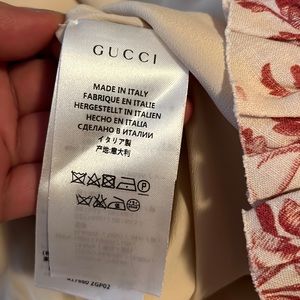 GUCCI
MADE IN ITALY
FABRIQUE EN ITALIE
HERGESTELLT IN ITALIEN
HECHO EN ITALIA
СДЕЛАНО В ИТАЛИИ
イタリア製
产地:意大利
ZGP02